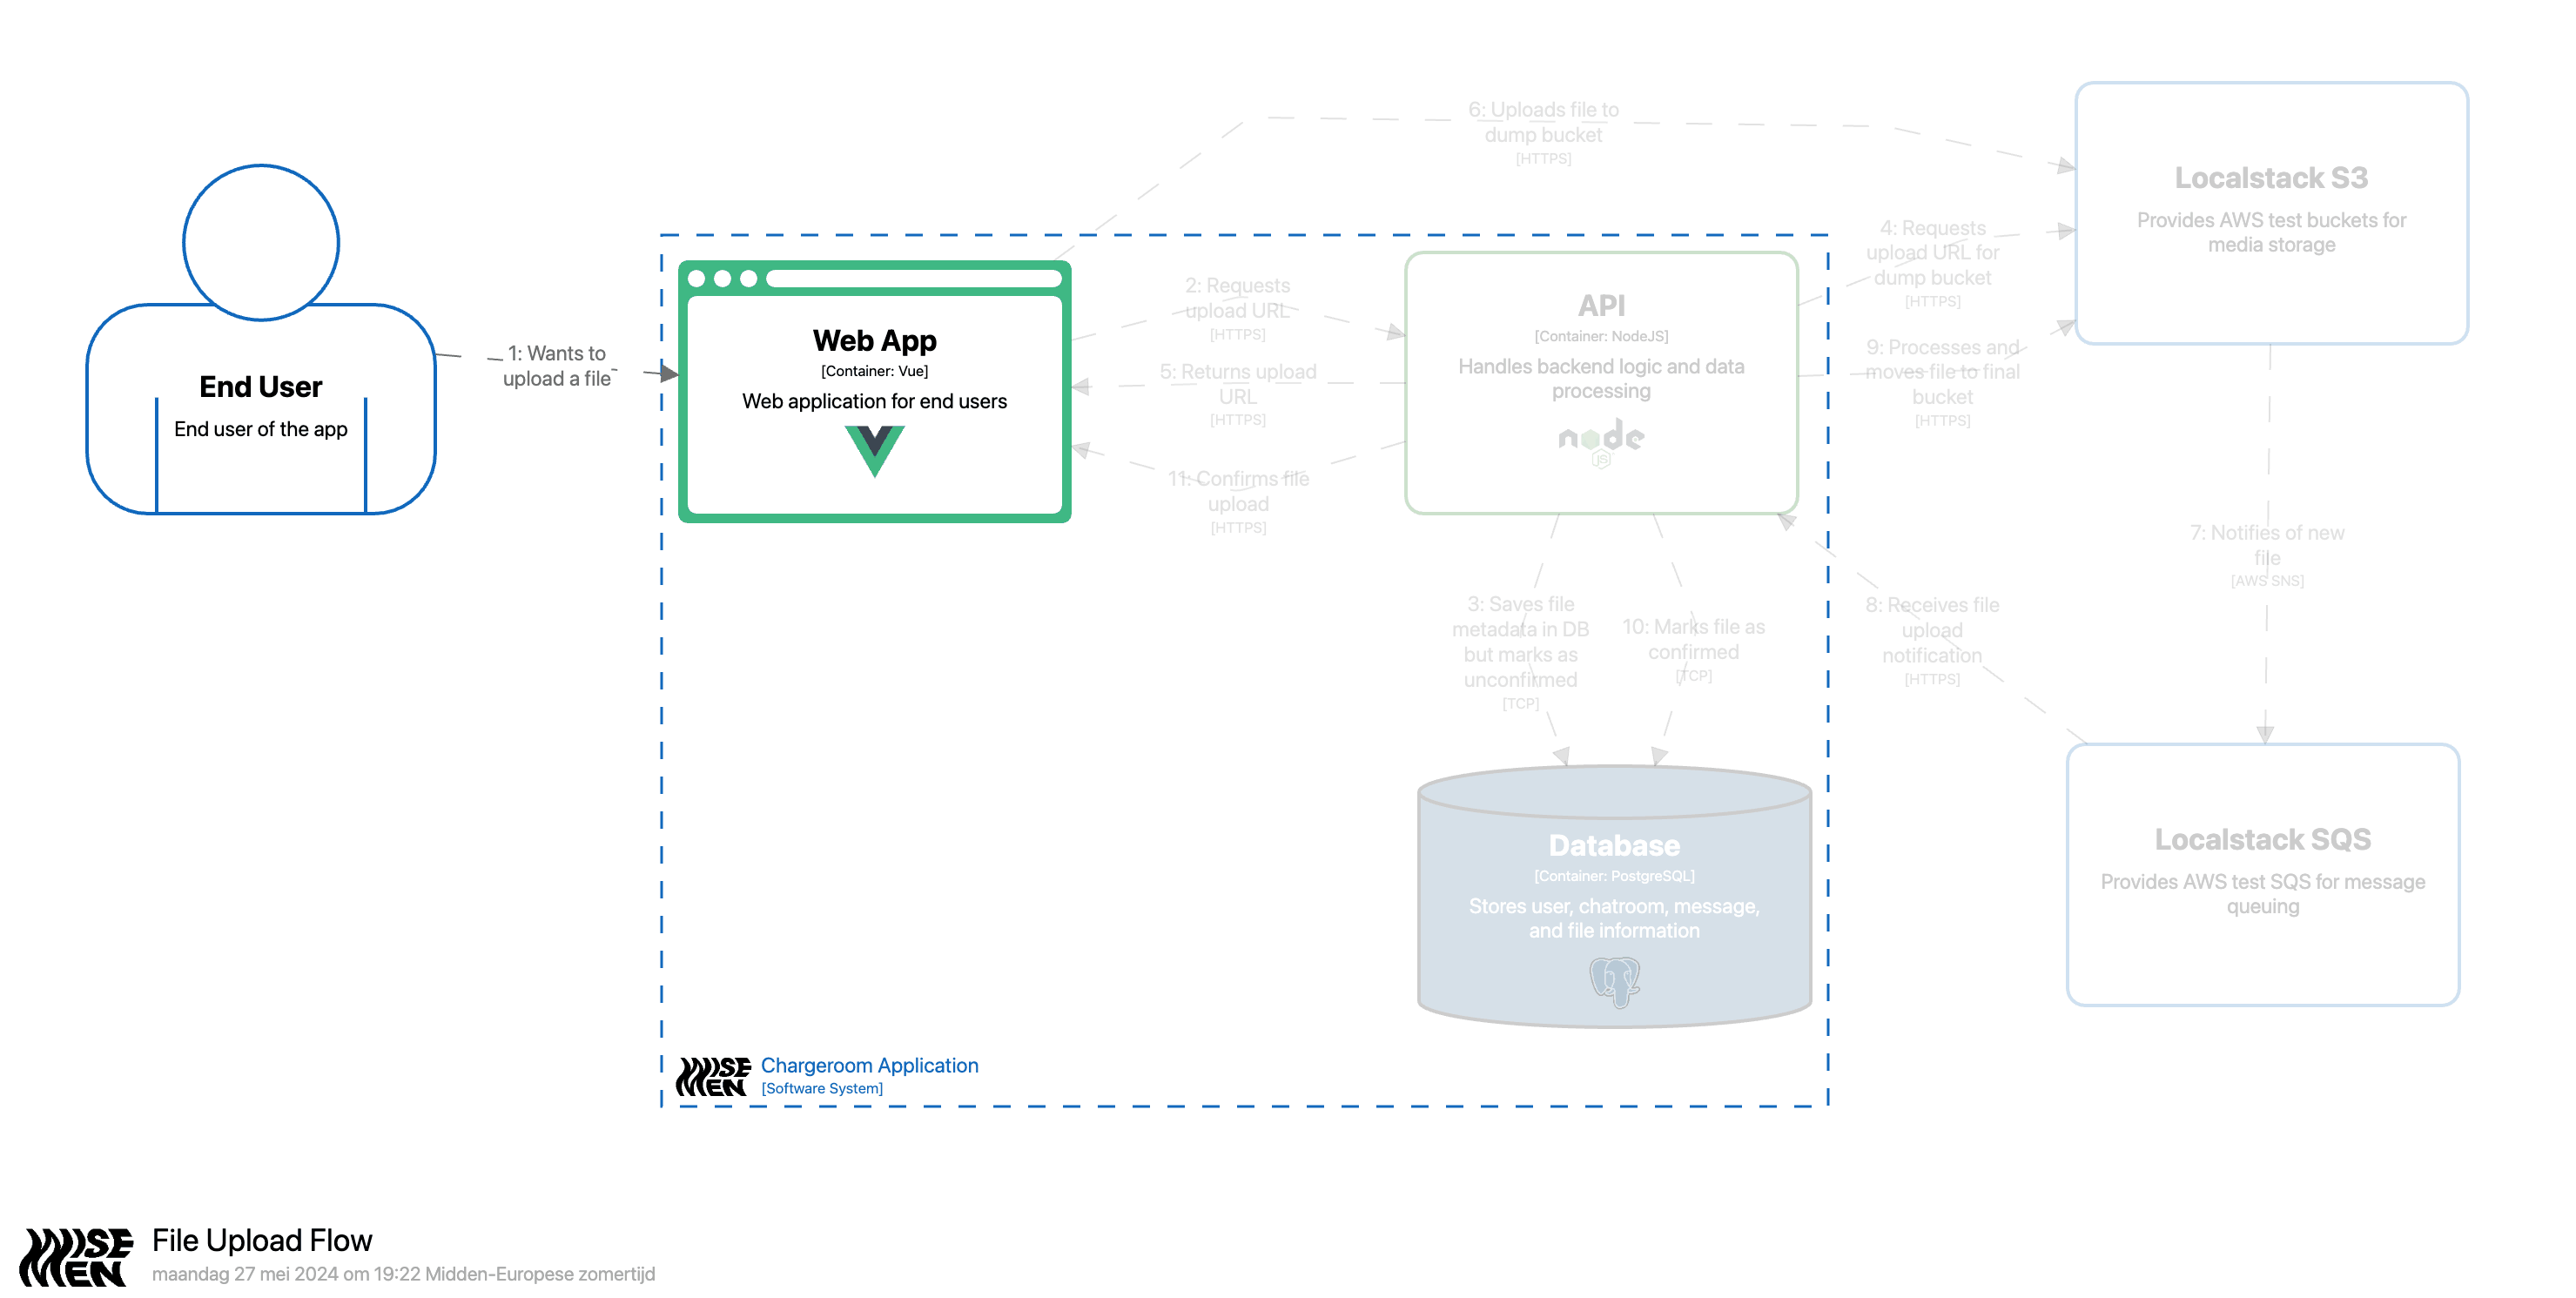 6: Uploads file to
dump bucket
[HTTPS]
Localstack S3
Provides AWS test buckets for
media storage
4: Requests
upload URL for
dump bucket
[HTTPS]
2: Requests
upload URL
[HTTPS]
API
[Container: NodeJS]
Handles backend logic and data
processing
node
JS
Web App
[Container: Vue]
Web application for end users
1: Wants to
upload a file
End User
End user of the app
5: Returns upload
URL
[HTTPS]
9: Processes and
moves file to final
bucket
[HTTPS]
11: Confirms file
upload
[HTTPS]
7: Notifies of new
file
[AWS SNS]
3: Saves file
metadata in DB
but marks as
unconfirmed
[TCP]
10: Marks file as
confirmed
[TCP]
8: Receives file
upload
notification
[HTTPS]
Database
[Container: PostgreSQL]
Stores user, chatroom, message,
and file information
Localstack SQS
Provides AWS test SQS for message
queuing
WISE
MEN
Chargeroom Application
[Software System]
WISE
MEN
File Upload Flow
maandag 27 mei 2024 om 19:22 Midden-Europese zomertijd